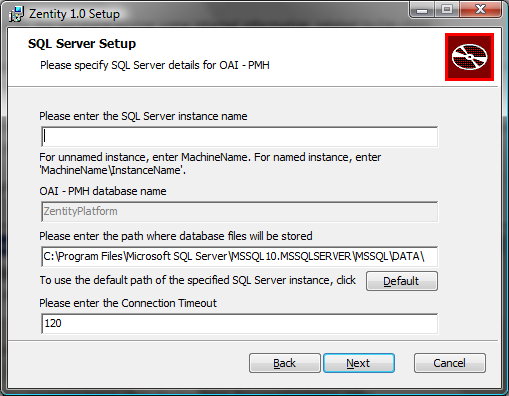 Zentity 1.0 Setup
SQL Server Setup
Please specify SQL Server details for OAI - PMH
Please enter the SQL Server instance name
For unnamed instance, enter MachineName. For named instance, enter
'MachineName\InstanceName'.
OAI - PMH database name
ZentityPlatform
Please enter the path where database files will be stored
C:\Program Files\Microsoft SQL Server\MSSQL10.MSSQLSERVER\MSSQL\DATA\
To use the default path of the specified SQL Server instance, click Default
Please enter the Connection Timeout
120
Back Next Cancel